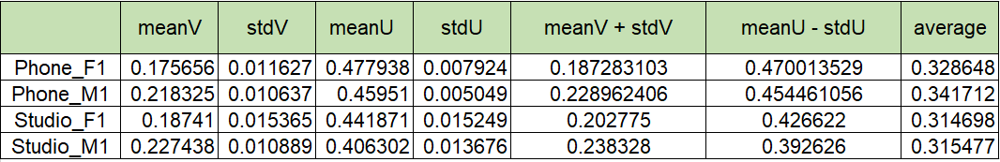 meanV stdV meanU stdU meanV + stdV meanU - stdU average
Phone_F1 0.175656 0.011627 0.477938 0.007924 0.187283103 0.470013529 0.328648
Phone_M1 0.218325 0.010637 0.45951 0.005049 0.228962406 0.454461056 0.341712
Studio_F1 0.18741 0.015365 0.441871 0.015249 0.202775 0.426622 0.314698
Studio_M1 0.227438 0.010889 0.406302 0.013676 0.238328 0.392626 0.315477